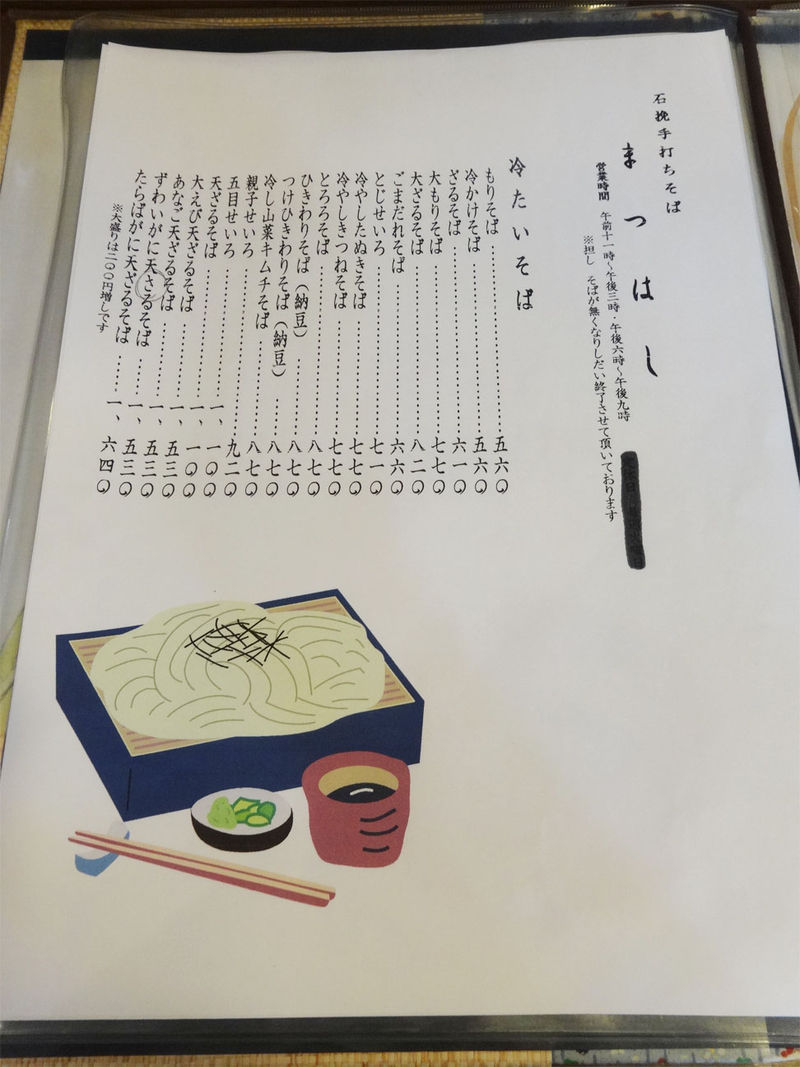 石挽手打ちそば
まつはし
営業時間　午前十一時～午後三時　午後六時～午後九時
※担し　そばが無くなりしだい終了させて頂いております
冷たいそば
もりそば……五六〇
冷かけそば……五六〇
ざるそば……六一〇
大もりそば……七七〇
大ざるそば……八二〇
ごまだれそば……六六〇
とじせいろ……七一〇
冷やしたぬきそば……七七〇
冷やしきつねそば……七七〇
とろろそば……八七〇
ひきわりそば（納豆）……八七〇
つけひきわりそば（納豆）……八七〇
冷し山菜キムチそば……八七〇
親子せいろ……九二〇
五目せいろ……一、一〇〇
天ざるそば……一、一〇〇
大えび天ざるそば……一、五三〇
あなご天ざるそば……一、五三〇
ずわいがに天ざるそば……一、五三〇
たらばがに天ざるそば……一、六四〇
※大盛りは二〇〇円増しです